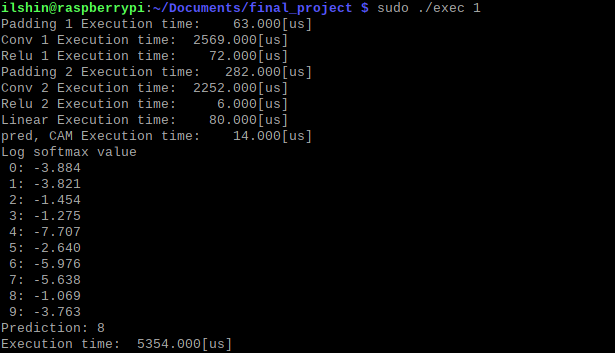 ilshin@raspberrypi:~/Documents/final_project $ sudo ./exec 1
Padding 1 Execution time:    63.000[us]
Conv 1 Execution time:  2569.000[us]
Relu 1 Execution time:    72.000[us]
Padding 2 Execution time:   282.000[us]
Conv 2 Execution time:  2252.000[us]
Relu 2 Execution time:     6.000[us]
Linear Execution time:    80.000[us]
pred, CAM Execution time:    14.000[us]
Log softmax value
 0: -3.884
 1: -3.821
 2: -1.454
 3: -1.275
 4: -7.707
 5: -2.640
 6: -5.976
 7: -5.638
 8: -1.069
 9: -3.763
Prediction: 8
Execution time:  5354.000[us]